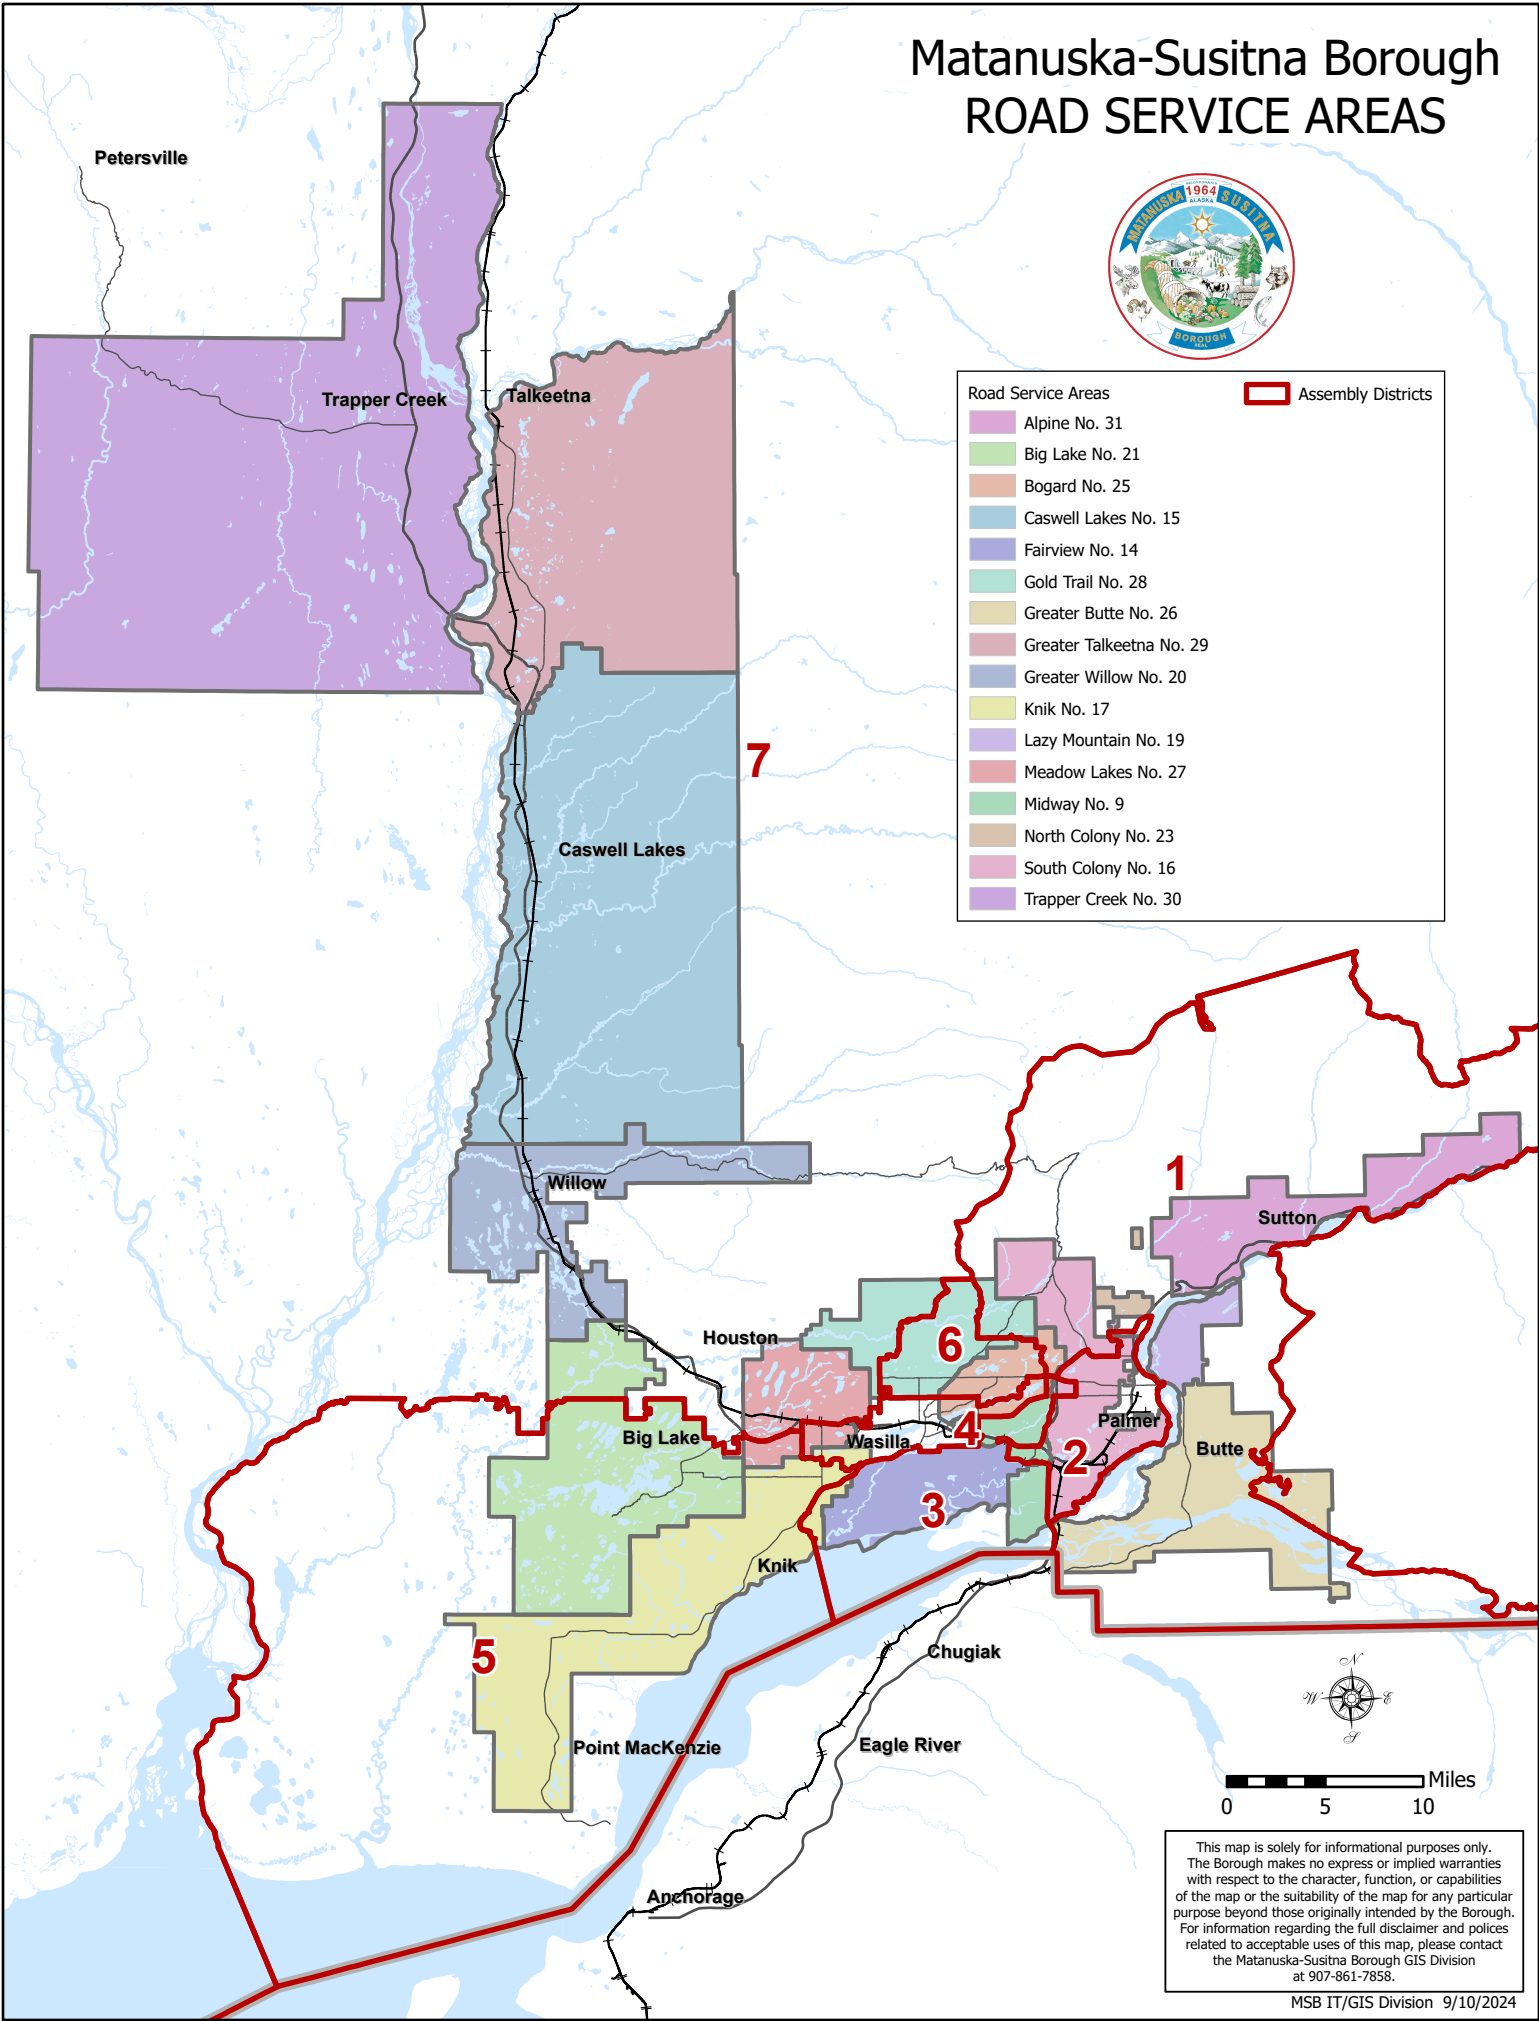 Matanuska-Susitna Borough
ROAD SERVICE AREAS
1964
ALASKA
MATANUSKA SUSITNA
BOROUGH
SEAL
Road Service Areas
Assembly Districts
Alpine No. 31
Big Lake No. 21
Bogard No. 25
Caswell Lakes No. 15
Fairview No. 14
Gold Trail No. 28
Greater Butte No. 26
Greater Talkeetna No. 29
Greater Willow No. 20
Knik No. 17
Lazy Mountain No. 19
Meadow Lakes No. 27
Midway No. 9
North Colony No. 23
South Colony No. 16
Trapper Creek No. 30
Petersville
Trapper Creek
Talkeetna
7
Caswell Lakes
1
Willow
Sutton
Houston
6
Big Lake
Wasilla
4
Palmer
2
Butte
3
Knik
5
Chugiak
Point MacKenzie
Eagle River
Anchorage
N
W
E
S
Miles
0 5 10
This map is solely for informational purposes only.
The Borough makes no express or implied warranties
with respect to the character, function, or capabilities
of the map or the suitability of the map for any particular
purpose beyond those originally intended by the Borough.
For information regarding the full disclaimer and polices
related to acceptable uses of this map, please contact
the Matanuska-Susitna Borough GIS Division
at 907-861-7858.
MSB IT/GIS Division 9/10/2024